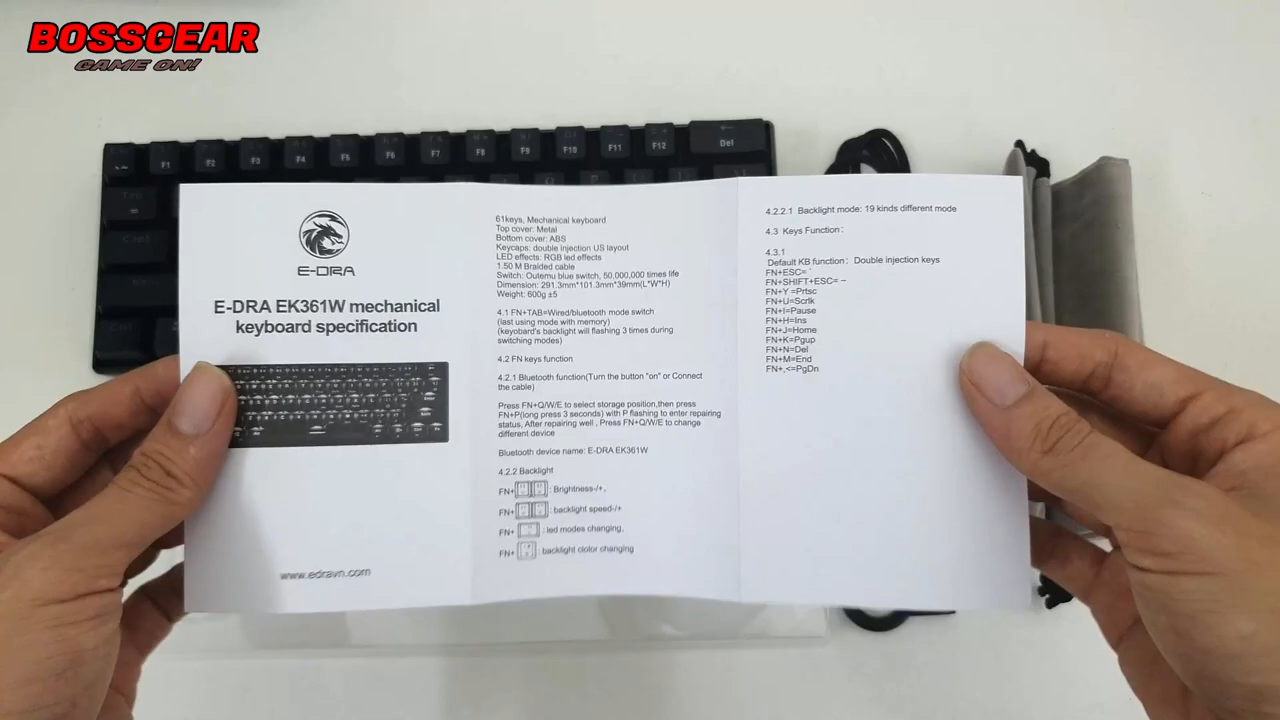 BOSSGEAR
GAME ON!
F1 F2 F3 F4 F5 F6 F7 F8 F9 F10 F11 F12 Del
E-DRA
E-DRA EK361W mechanical
keyboard specification
www.edravn.com
61keys, Mechanical keyboard
Top cover: Metal
Bottom cover: ABS
Keycaps: double injection US layout
LED effects: RGB led effects
1.50 M Braided cable
Switch: Outemu blue switch, 50,000,000 times life
Dimension: 291.3mm*101.3mm*39mm(L*W*H)
Weight: 600g ±5
4.1 FN+TAB=Wired/bluetooth mode switch
(last using mode with memory)
(keyobard's backlight will flashing 3 times during
switching modes)
4.2 FN keys function
4.2.1 Bluetooth function(Turn the button "on" or Connect
the cable)
Press FN+Q/W/E to select storage position,then press
FN+P(long press 3 seconds) with P flashing to enter repairing
status, After repairing well , Press FN+Q/W/E to change
different device
Bluetooth device name: E-DRA EK361W
4.2.2 Backlight
FN+ : Brightness-/+,
FN+ : backlight speed-/+
FN+ : led modes changing,
FN+ : backlight clolor changing
4.2.2.1 Backlight mode: 19 kinds different mode
4.3 Keys Function:
4.3.1
Default KB function: Double injection keys
FN+ESC= `
FN+SHIFT+ESC= ~
FN+Y =Prtsc
FN+U=Scrlk
FN+I=Pause
FN+H=Ins
FN+J=Home
FN+K=Pgup
FN+N=Del
FN+M=End
FN+,<=PgDn